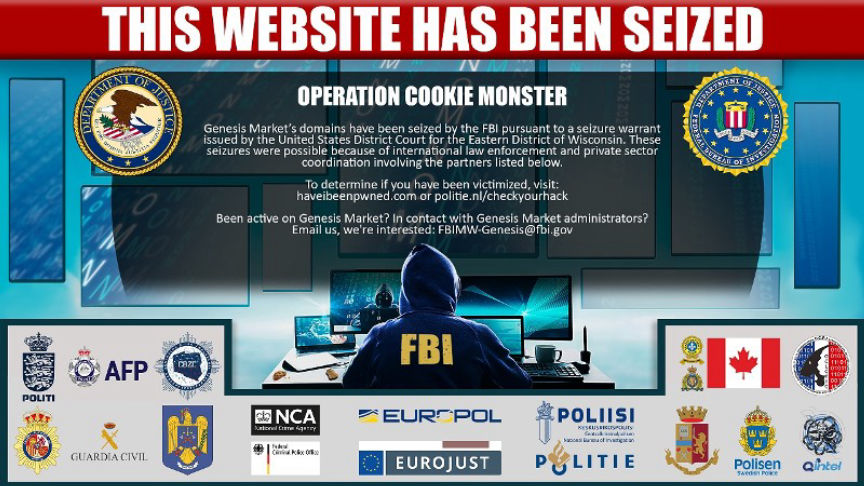 THIS WEBSITE HAS BEEN SEIZED
OPERATION COOKIE MONSTER
Genesis Market's domains have been seized by the FBI pursuant to a seizure warrant
issued by the United States District Court for the Eastern District of Wisconsin. These
seizures were possible because of international law enforcement and private sector
coordination involving the partners listed below.
To determine if you have been victimized, visit:
haveibeenpwned.com or politie.nl/checkyourhack
Been active on Genesis Market? In contact with Genesis Market administrators?
Email us, we're interested: FBIMW-Genesis@fbi.gov
DEPARTMENT OF JUSTICE
DEPARTMENT OF JUSTICE
FEDERAL BUREAU OF INVESTIGATION
FBI
POLITI
AFP
CBZC
GUARDIA CIVIL
NCA
National Crime Agency
Federal
Criminal Police Office
EUROPOL
EUROJUST
POLIISI
KESKUSRIKOSPOLIISI
Centralkriminalpolisen
National Bureau of Investigation
POLITIE
Polisen
Swedish Police
Qintel